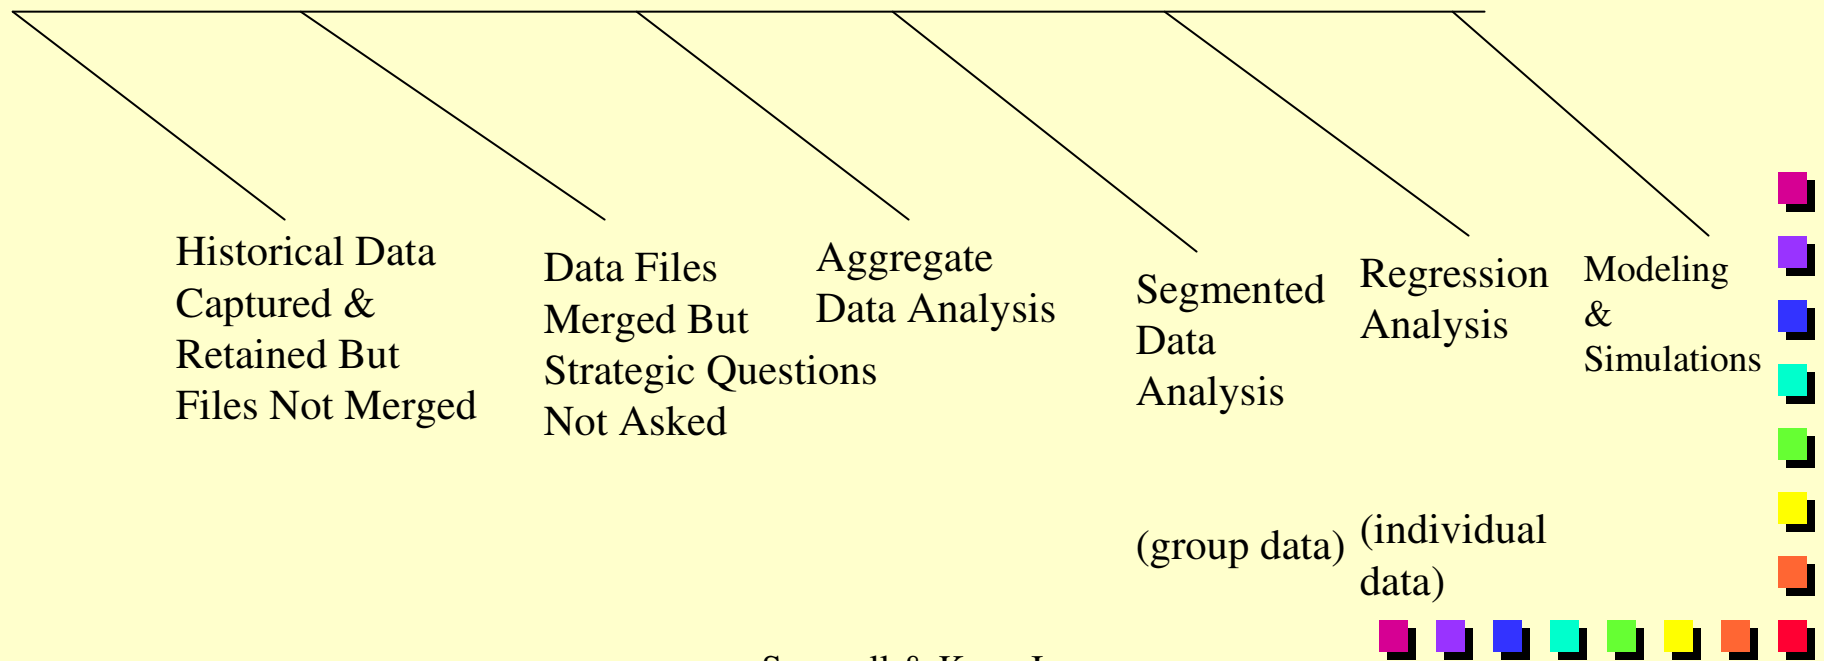 Historical Data
Captured &
Retained But
Files Not Merged
Data Files
Merged But
Strategic Questions
Not Asked
Aggregate
Data Analysis
Segmented
Data
Analysis
(group data)
Regression
Analysis
(individual
data)
Modeling
&
Simulations